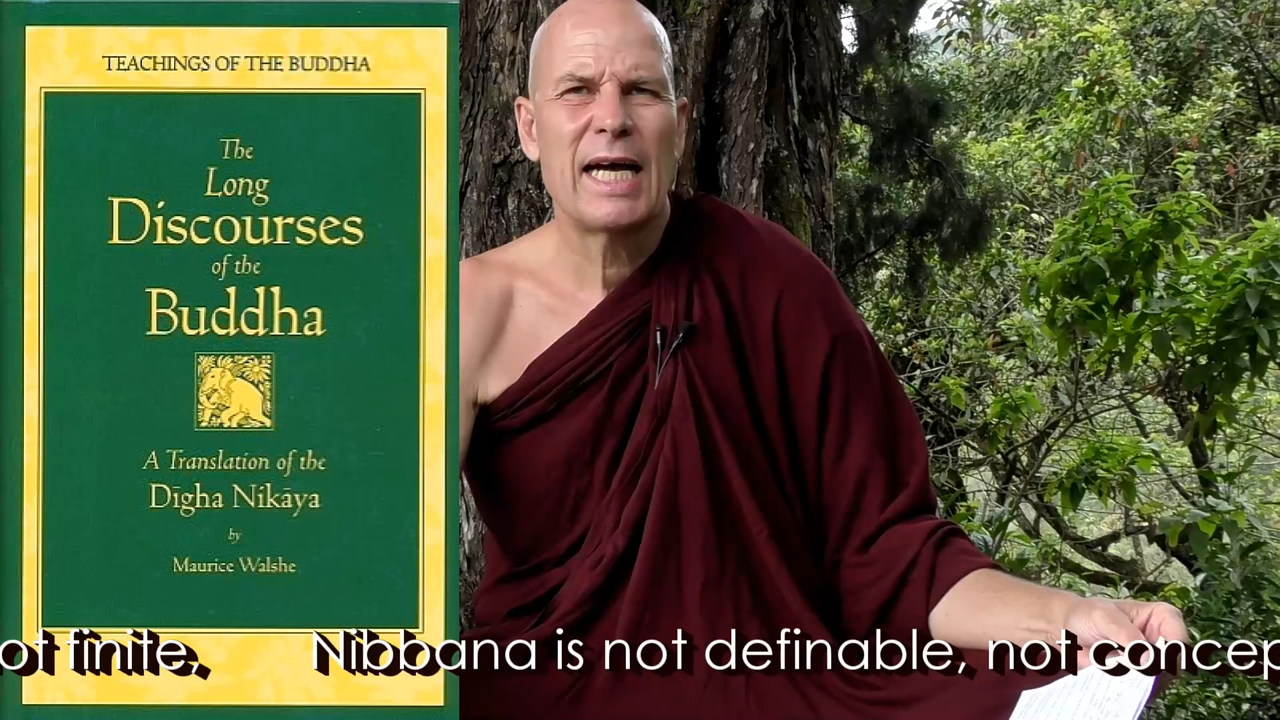 TEACHINGS OF THE BUDDHA
The
Long
Discourses
of the
Buddha
A Translation of the
Dīgha Nikāya
by
Maurice Walshe
not finite, Nibbana is not definable, not concep